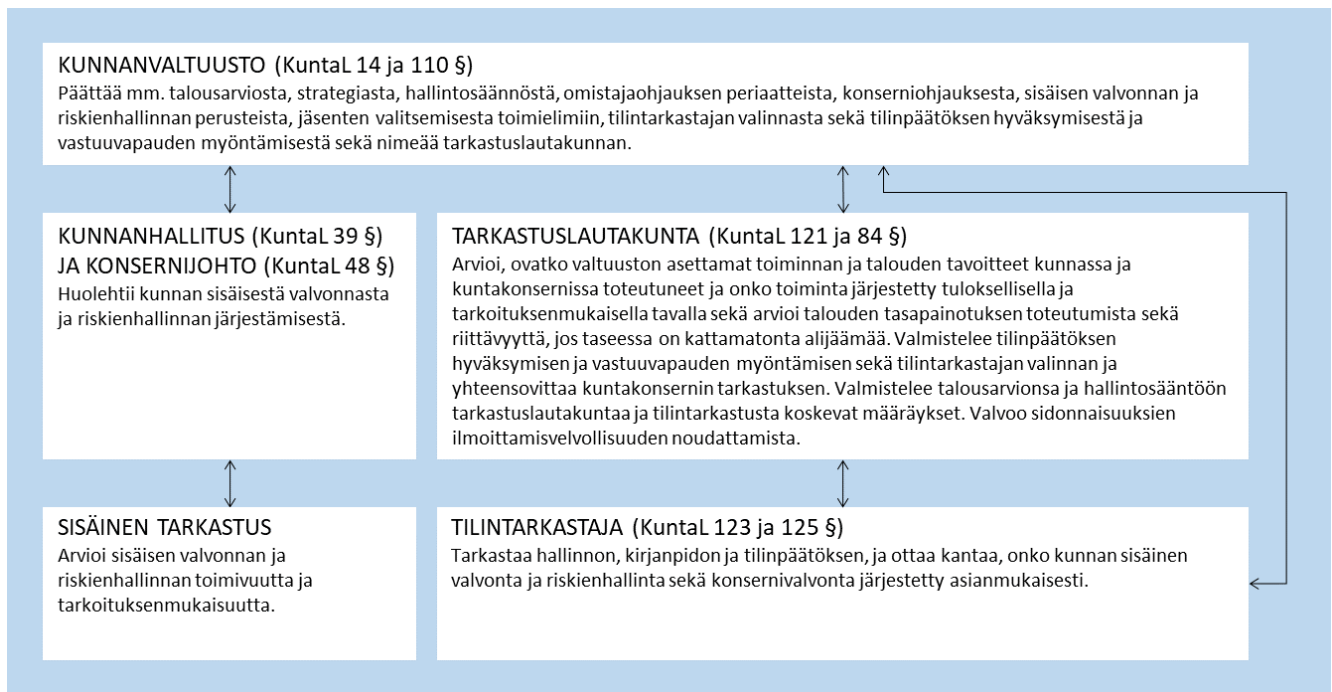 KUNNANVALTUUSTO (KuntaL 14 ja 110 §)
Päättää mm. talousarviosta, strategiasta, hallintosäännöstä, omistajaohjauksen periaatteista, konserniohjauksesta, sisäisen valvonnan ja
riskienhallinnan perusteista, jäsenten valitsemisesta toimielimiin, tilintarkastajan valinnasta sekä tilinpäätöksen hyväksymisestä ja
vastuuvapauden myöntämisestä sekä nimeää tarkastuslautakunnan.
KUNNANHALLITUS (KuntaL 39 §)
JA KONSERNIJOHTO (KuntaL 48 §)
Huolehtii kunnan sisäisestä valvonnasta
ja riskienhallinnan järjestämisestä.
TARKASTUSLAUTAKUNTA (KuntaL 121 ja 84 §)
Arvioi, ovatko valtuuston asettamat toiminnan ja talouden tavoitteet kunnassa ja
kuntakonsernissa toteutuneet ja onko toiminta järjestetty tuloksellisella ja
tarkoituksenmukaisella tavalla sekä arvioi talouden tasapainotuksen toteutumista sekä
riittävyyttä, jos taseessa on kattamatonta alijäämää. Valmistelee tilinpäätöksen
hyväksymisen ja vastuuvapauden myöntämisen sekä tilintarkastajan valinnan ja
yhteensovittaa kuntakonsernin tarkastuksen. Valmistelee talousarvionsa ja hallintosääntöön
tarkastuslautakuntaa ja tilintarkastusta koskevat määräykset. Valvoo sidonnaisuuksien
ilmoittamisvelvollisuuden noudattamista.
SISÄINEN TARKASTUS
Arvioi sisäisen valvonnan ja
riskienhallinnan toimivuutta ja
tarkoituksenmukaisuutta.
TILINTARKASTAJA (KuntaL 123 ja 125 §)
Tarkastaa hallinnon, kirjanpidon ja tilinpäätöksen, ja ottaa kantaa, onko kunnan sisäinen
valvonta ja riskienhallinta sekä konsernivalvonta järjestetty asianmukaisesti.